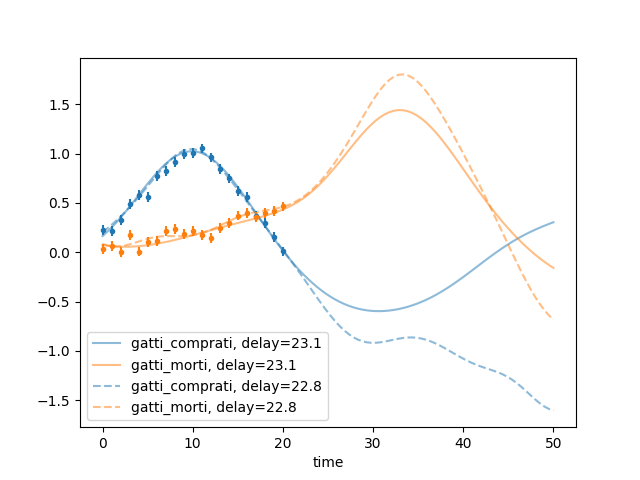 1.5
1.0
0.5
0.0
−0.5
−1.0
−1.5
gatti_comprati, delay=23.1
gatti_morti, delay=23.1
gatti_comprati, delay=22.8
gatti_morti, delay=22.8
0 10 20 30 40 50
time